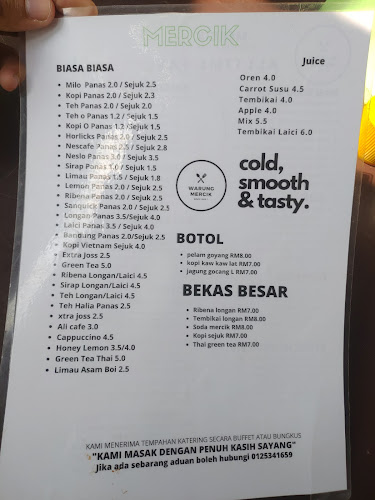 MERCIK
BIASA BIASA
• Milo Panas 2.0 / Sejuk 2.5
• Kopi Panas 2.0 / Sejuk 2.3
• Teh Panas 2.0 / Sejuk 2.0
• Teh o Panas 1.2 / Sejuk 1.5
• Kopi O Panas 1.3 /Sejuk 1.5
• Horlicks Panas 2.0 / Sejuk 2.5
• Nescafe Panas 2.5 / Sejuk 2.8
• Neslo Panas 3.0 / Sejuk 3.5
• Sirap Panas 1.0 / Sejuk 1.5
• Limau Panas 1.5 / Sejuk 1.8
• Lemon Panas 2.0 / Sejuk 2.5
• Ribena Panas 2.0 / Sejuk 2.5
• Sanquick Panas 2.0 / Sejuk 2.5
• Longan Panas 3.5/Sejuk 4.0
• Laici Panas 3.5 / Sejuk 4.0
• Bandung Panas 2.0/Sejuk 2.5
• Kopi Vietnam Sejuk 4.0
• Extra Joss 2.5
• Green Tea 5.0
• Ribena Longan/Laici 4.5
• Sirap Longan/Laici 4.5
• Teh Longan/Laici 4.5
• Teh Halia Panas 2.5
• xtra joss 2.5
• Ali cafe 3.0
• Cappuccino 4.5
• Honey Lemon 3.5/4.0
• Green Tea Thai 5.0
• Limau Asam Boi 2.5
Juice
Oren 4.0
Carrot Susu 4.5
Tembikai 4.0
Apple 4.0
Mix 5.5
Tembikai Laici 6.0
WARUNG
MERCIK
cold,
smooth
& tasty.
BOTOL
• pelam goyang RM8.00
• kopi kaw kaw lat RM7.00
• jagung gocang L RM7.00
BEKAS BESAR
• Ribena longan RM7.00
• Tembikai longan RM8.00
• Soda mercik RM8.00
• Kopi sejuk RM7.00
• Thai green tea RM7.00
KAMI MENERIMA TEMPAHAN KATERING SECARA BUFFET ATAU BUNGKUS
"KAMI MASAK DENGAN PENUH KASIH SAYANG"
Jika ada sebarang aduan boleh hubungi 0125341659